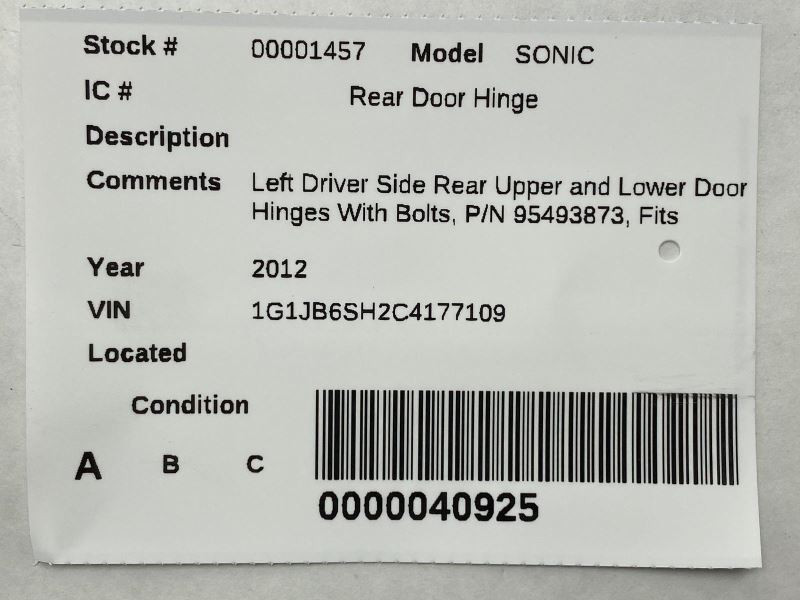 Stock # 00001457 Model SONIC
IC # Rear Door Hinge
Description
Comments Left Driver Side Rear Upper and Lower Door
Hinges With Bolts, P/N 95493873, Fits
Year 2012
VIN 1G1JB6SH2C4177109
Located
Condition
A B C
0000040925